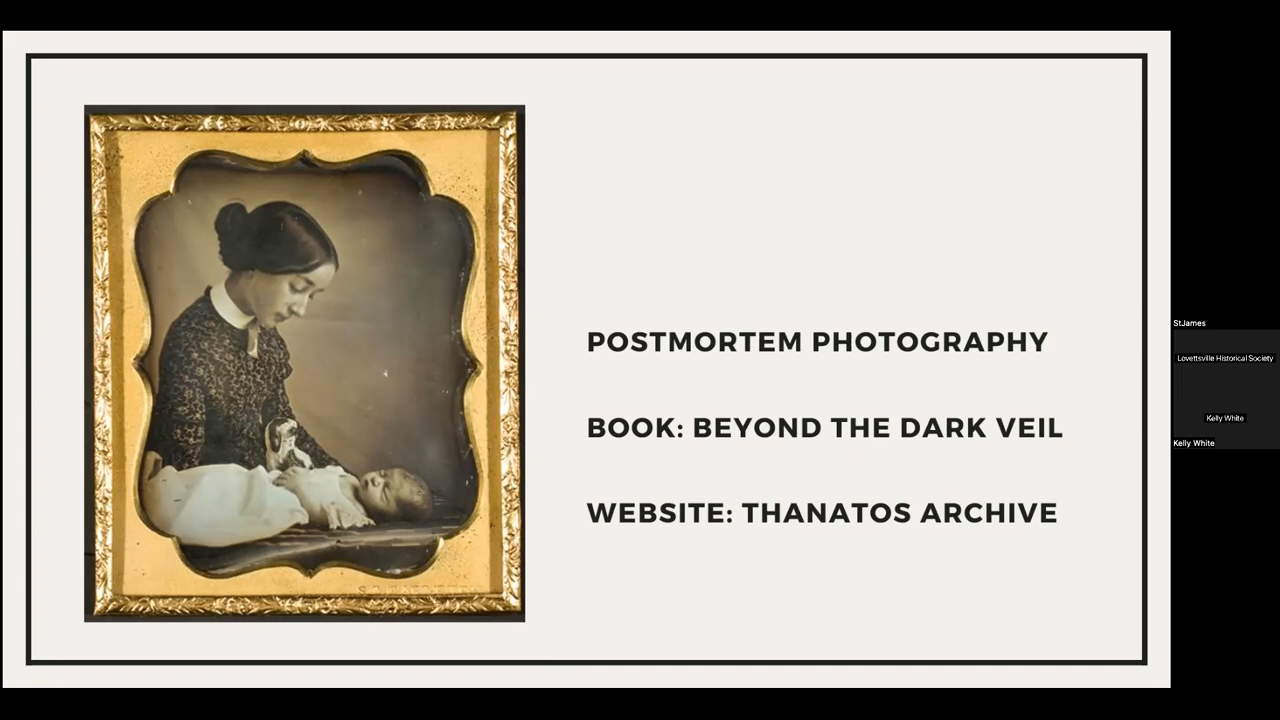 POSTMORTEM PHOTOGRAPHY
BOOK: BEYOND THE DARK VEIL
WEBSITE: THANATOS ARCHIVE
StJames
Lovettsville Historical Society
Kelly White
Kelly White